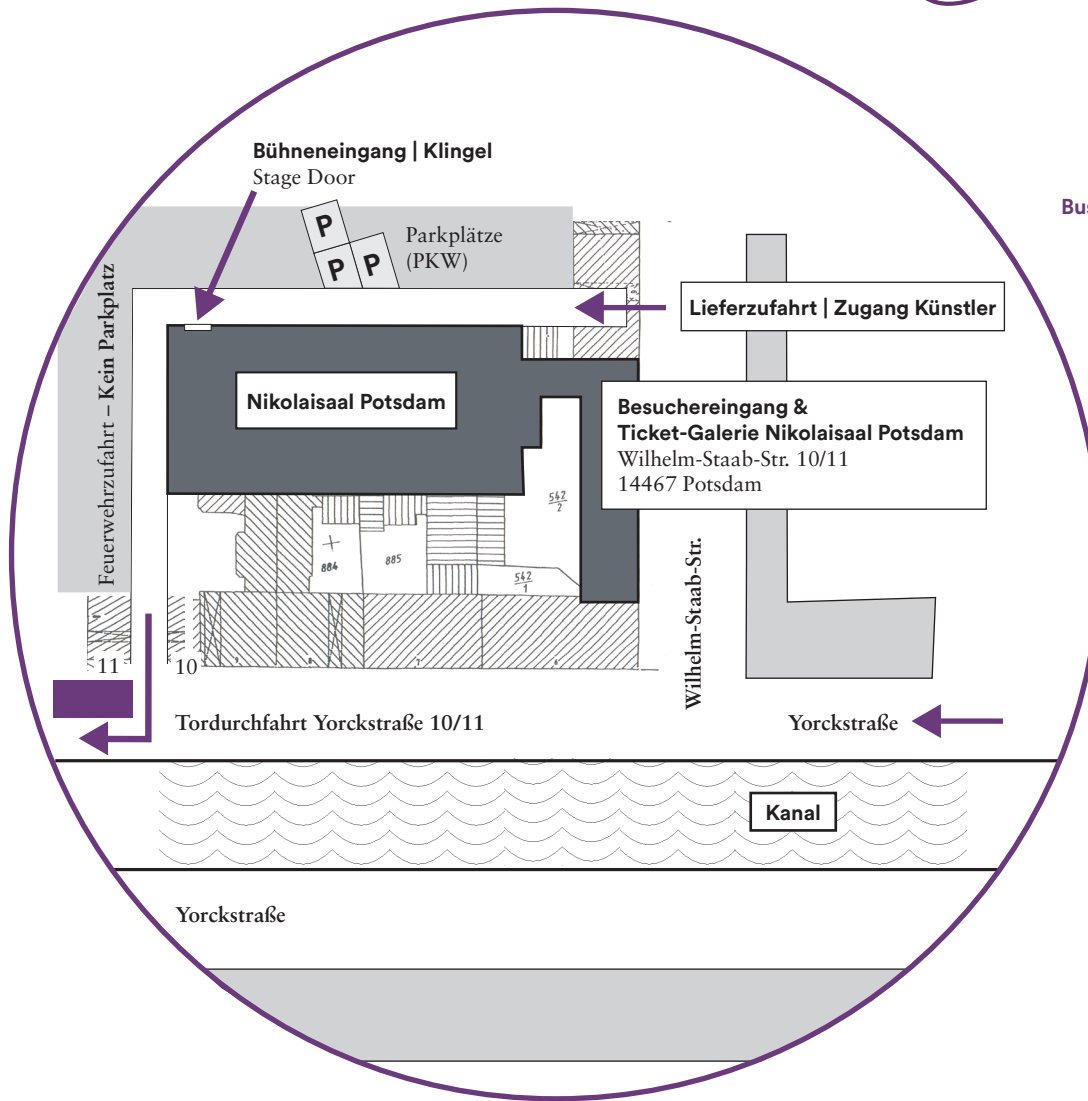 Bühneneingang | Klingel
Stage Door
Bus
P
P
P
Parkplätze
(PKW)
Lieferzufahrt | Zugang Künstler
Feuerwehrzufahrt – Kein Parkplatz
Nikolaisaal Potsdam
Besuchereingang &
Ticket-Galerie Nikolaisaal Potsdam
Wilhelm-Staab-Str. 10/11
14467 Potsdam
542
2
884
885
542
1
Wilhelm-Staab-Str.
11
10
7
Tordurchfahrt Yorckstraße 10/11
Yorckstraße
Kanal
Yorckstraße